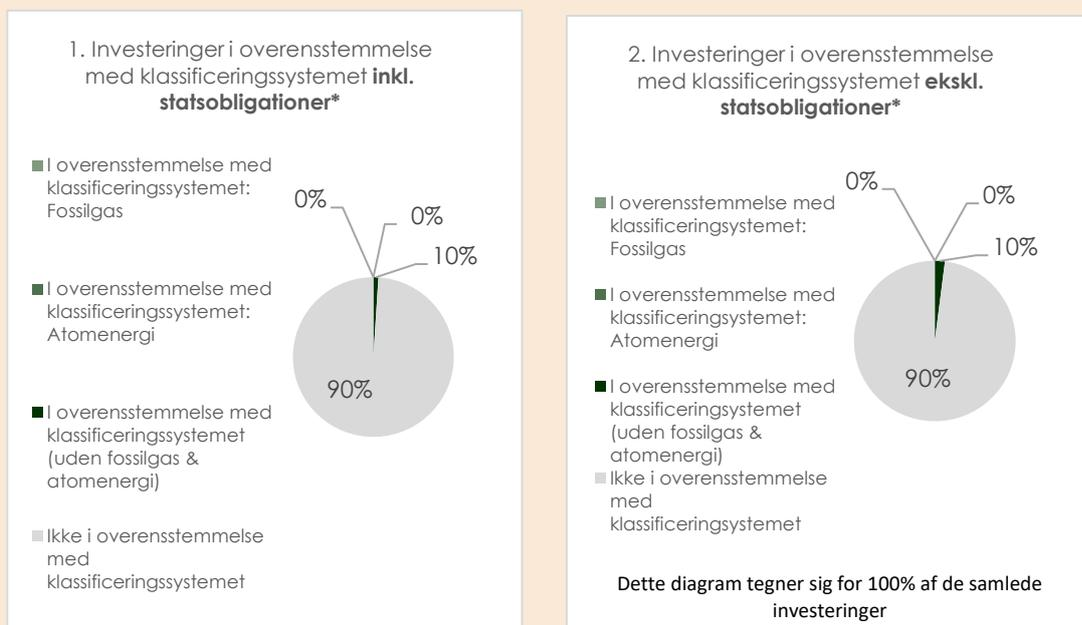 1. Investeringer i overensstemmelse
med klassificeringssystemet inkl.
statsobligationer*
I overensstemmelse med
klassificeringssystemet:
Fossilgas
I overensstemmelse med
klassificeringssystemet:
Atomenergi
I overensstemmelse med
klassificeringssystemet
(uden fossilgas &
atomenergi)
Ikke i overensstemmelse
med
klassificeringssystemet
0%
0%
10%
90%
2. Investeringer i overensstemmelse
med klassificeringssystemet ekskl.
statsobligationer*
I overensstemmelse med
klassificeringssystemet:
Fossilgas
I overensstemmelse med
klassificeringssystemet:
Atomenergi
I overensstemmelse med
klassificeringssystemet
(uden fossilgas &
atomenergi)
Ikke i overensstemmelse
med
klassificeringsystemet
0%
0%
10%
90%
Dette diagram tegner sig for 100% af de samlede
investeringer